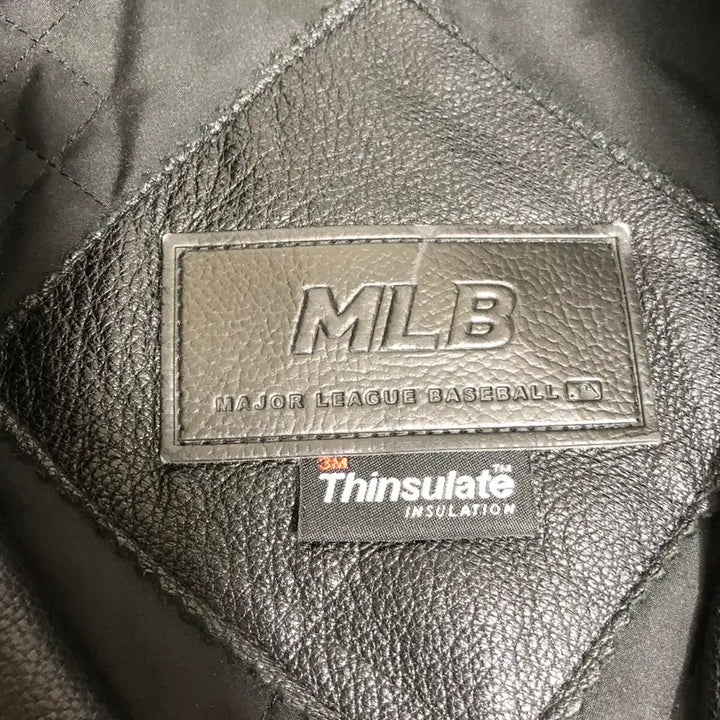 MLB
MAJOR LEAGUE BASEBALL
3M
Thinsulate™
INSULATION